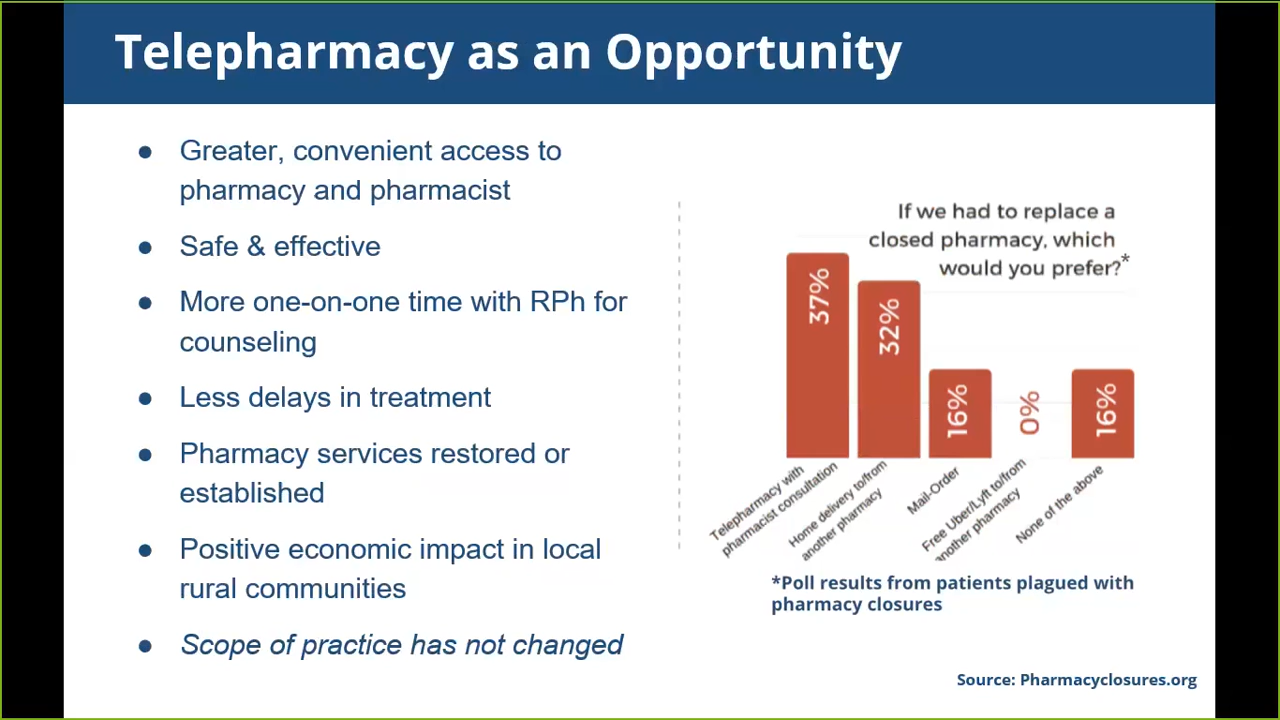 Telepharmacy as an Opportunity
● Greater, convenient access to
pharmacy and pharmacist
● Safe & effective
● More one-on-one time with RPh for
counseling
● Less delays in treatment
● Pharmacy services restored or
established
● Positive economic impact in local
rural communities
● Scope of practice has not changed
If we had to replace a
closed pharmacy, which
would you prefer?*
37%
32%
16%
0%
16%
Telepharmacy with
pharmacist consultation
Home delivery to/from
another pharmacy
Mail-Order
Free Uber/Lyft to/from
another pharmacy
None of the above
*Poll results from patients plagued with
pharmacy closures
Source: Pharmacyclosures.org